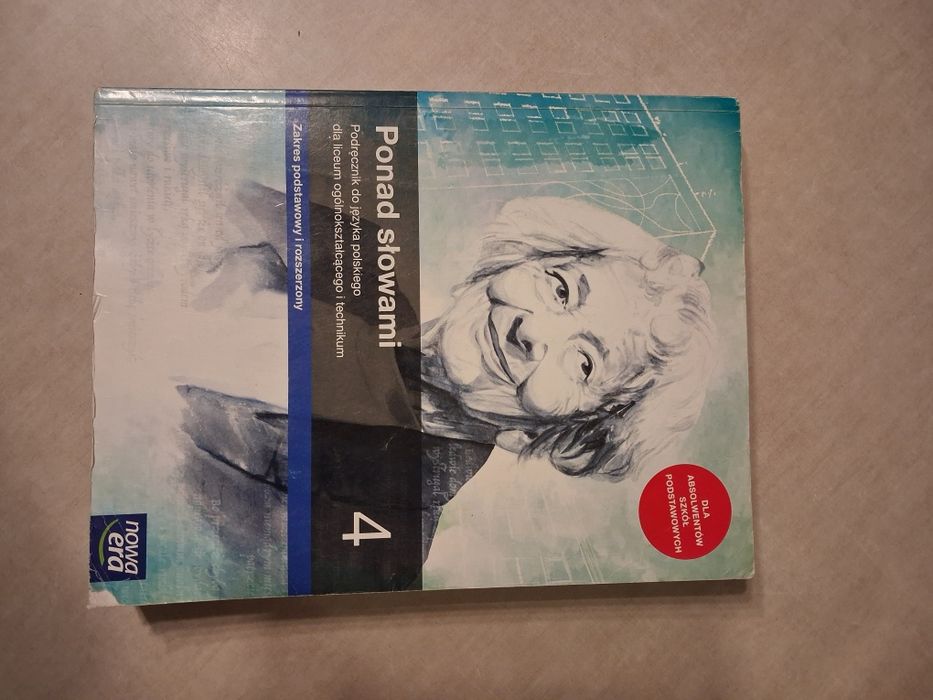 DLA
ABSOLWENTÓW
SZKÓŁ
PODSTAWOWYCH
Ponad słowami
Podręcznik do języka polskiego
dla liceum ogólnokształcącego i technikum
4
Zakres podstawowy i rozszerzony
nowa
era